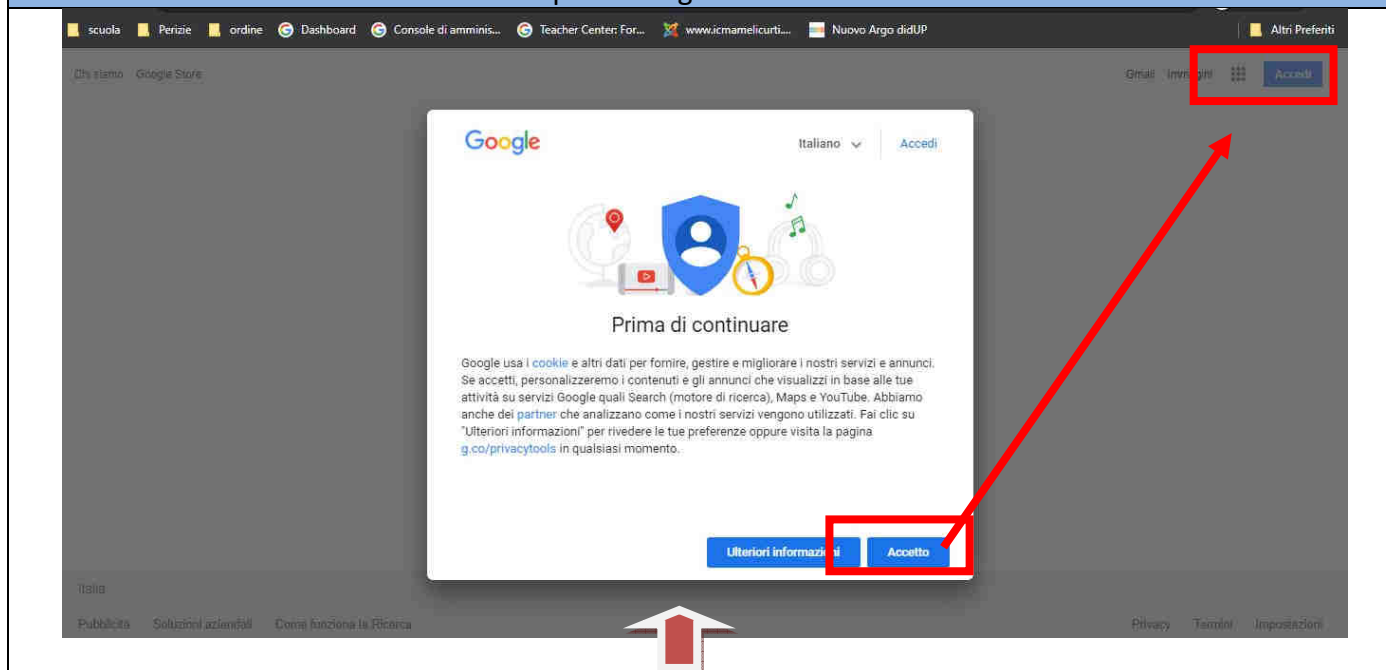 scuola Perizie ordine Dashboard Console di amminis... Teacher Center: For... www.icmamelicurti.... Nuovo Argo didUP Altri Preferiti
Chi siamo Google Store Gmail Immagini Accedi
Google Italiano Accedi
Prima di continuare
Google usa i cookie e altri dati per fornire, gestire e migliorare i nostri servizi e annunci.
Se accetti, personalizzeremo i contenuti e gli annunci che visualizzi in base alle tue
attività su servizi Google quali Search (motore di ricerca), Maps e YouTube. Abbiamo
anche dei partner che analizzano come i nostri servizi vengono utilizzati. Fai clic su
"Ulteriori informazioni" per rivedere le tue preferenze oppure visita la pagina
g.co/privacytools in qualsiasi momento.
Ulteriori informazioni Accetto
Italia
Pubblicità Soluzioni aziendali Come funziona la Ricerca Privacy Termini Impostazioni